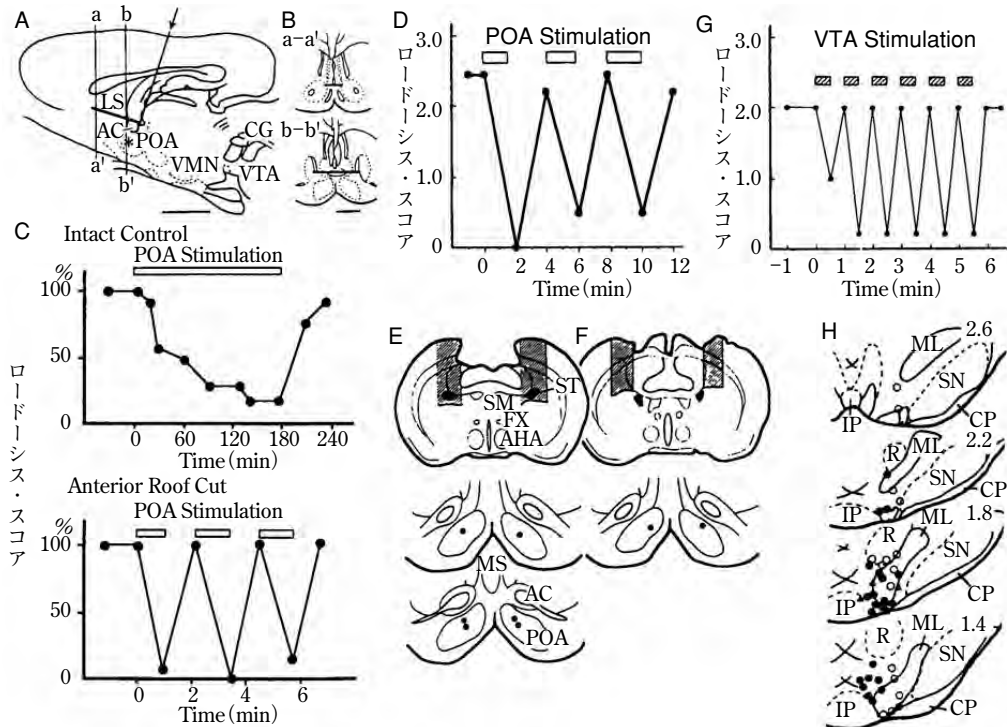 A
a
b
LS
AC
*
POA
CG
a'
VMN
VTA
b'
B
a−a'
b−b'
C
Intact Control
POA Stimulation
%
100
50
0
0 60 120 180 240
Time (min)
ロードーシス・スコア
Anterior Roof Cut
POA Stimulation
%
100
50
0
0 2 4 6
Time (min)
D
POA Stimulation
3.0
2.0
1.0
0
ロードーシス・スコア
0 2 4 6 8 10 12
Time (min)
G
VTA Stimulation
3.0
2.0
1.0
0
ロードーシス・スコア
−1 0 1 2 3 4 5 6
Time (min)
E
ST
SM
FX
AHA
MS
AC
POA
F
H
2.6
ML
SN
IP
CP
2.2
R
ML
SN
IP
CP
1.8
R
ML
SN
IP
CP
1.4
R
ML
SN
IP
CP